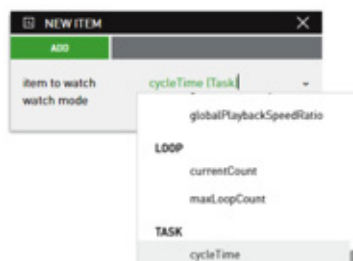 NEW ITEM
ADD
item to watch cycleTime (Task)
watch mode
globalPlaybackSpeedRatio
LOOP
currentCount
maxLoopCount
TASK
cycleTime